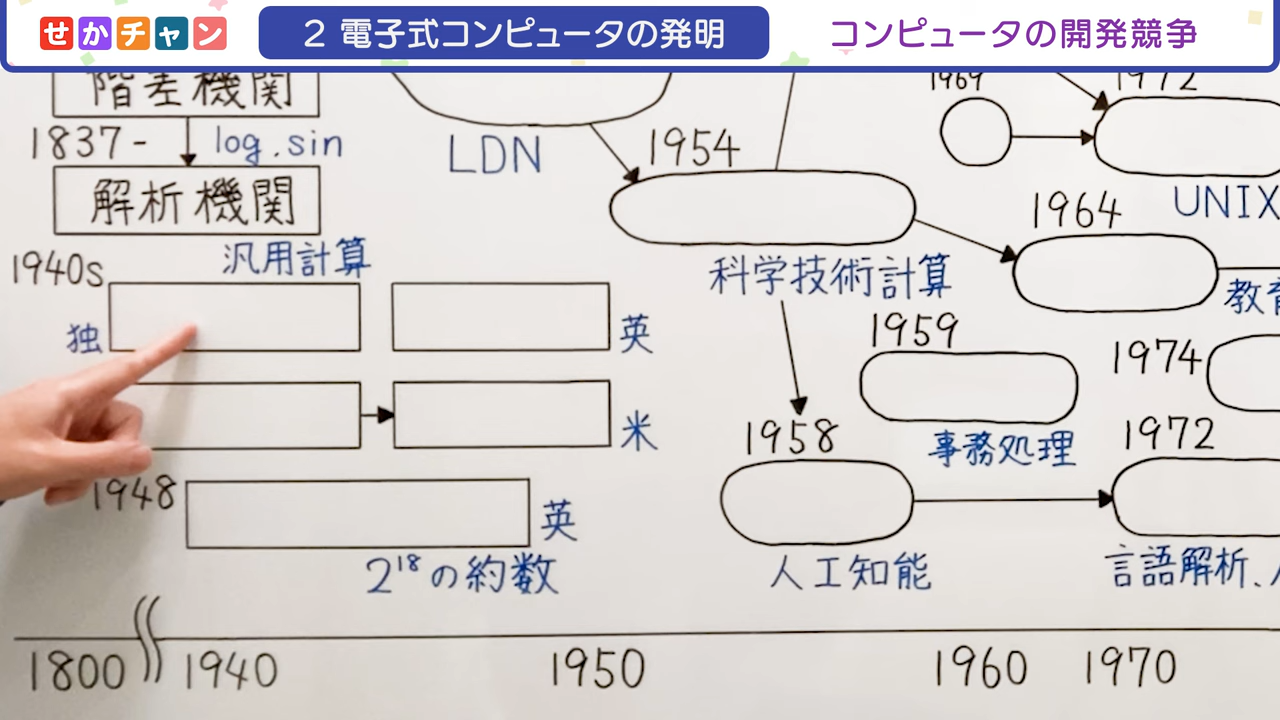 せかチャン
2 電子式コンピュータの発明
コンピュータの開発競争
階差機関
1837-
log.sin
解析機関
汎用計算
1940s
独
英
米
1948
英
2¹⁸の約数
LDN
1954
科学技術計算
1958
人工知能
1959
事務処理
1969
1972
UNIX
1964
教育
1974
1972
言語解析、
1800
1940
1950
1960
1970